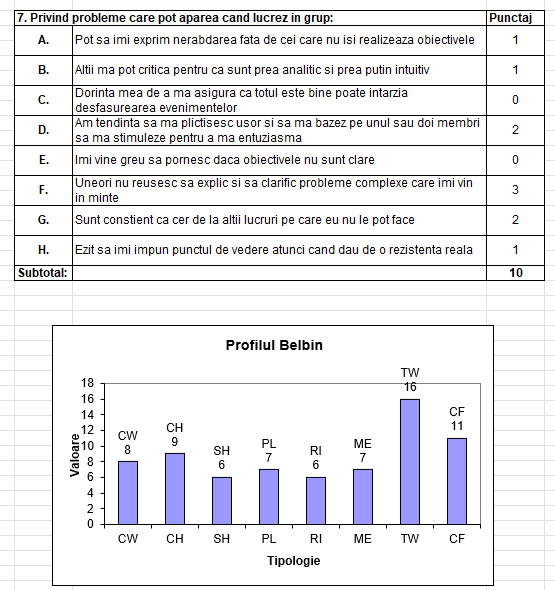 7. Privind probleme care pot aparea cand lucrez in grup: Punctaj
A. Pot sa imi exprim nerabdarea fata de cei care nu isi realizeaza obiectivele 1
B. Altii ma pot critica pentru ca sunt prea analitic si prea putin intuitiv 1
C. Dorinta mea de a ma asigura ca totul este bine poate intarzia
desfasurearea evenimentelor 0
D. Am tendinta sa ma plictisesc usor si sa ma bazez pe unul sau doi membri
sa ma stimuleze pentru a ma entuziasma 2
E. Imi vine greu sa pornesc daca obiectivele nu sunt clare 0
F. Uneori nu reusesc sa explic si sa clarific probleme complexe care imi vin
in minte 3
G. Sunt constient ca cer de la altii lucruri pe care eu nu le pot face 2
H. Ezit sa imi impun punctul de vedere atunci cand dau de o rezistenta reala 1
Subtotal: 10
Profilul Belbin
Valoare
18
16
14
12
10
8
6
4
2
0
CW
8
CH
9
SH
6
PL
7
RI
6
ME
7
TW
16
CF
11
CW CH SH PL RI ME TW CF
Tipologie